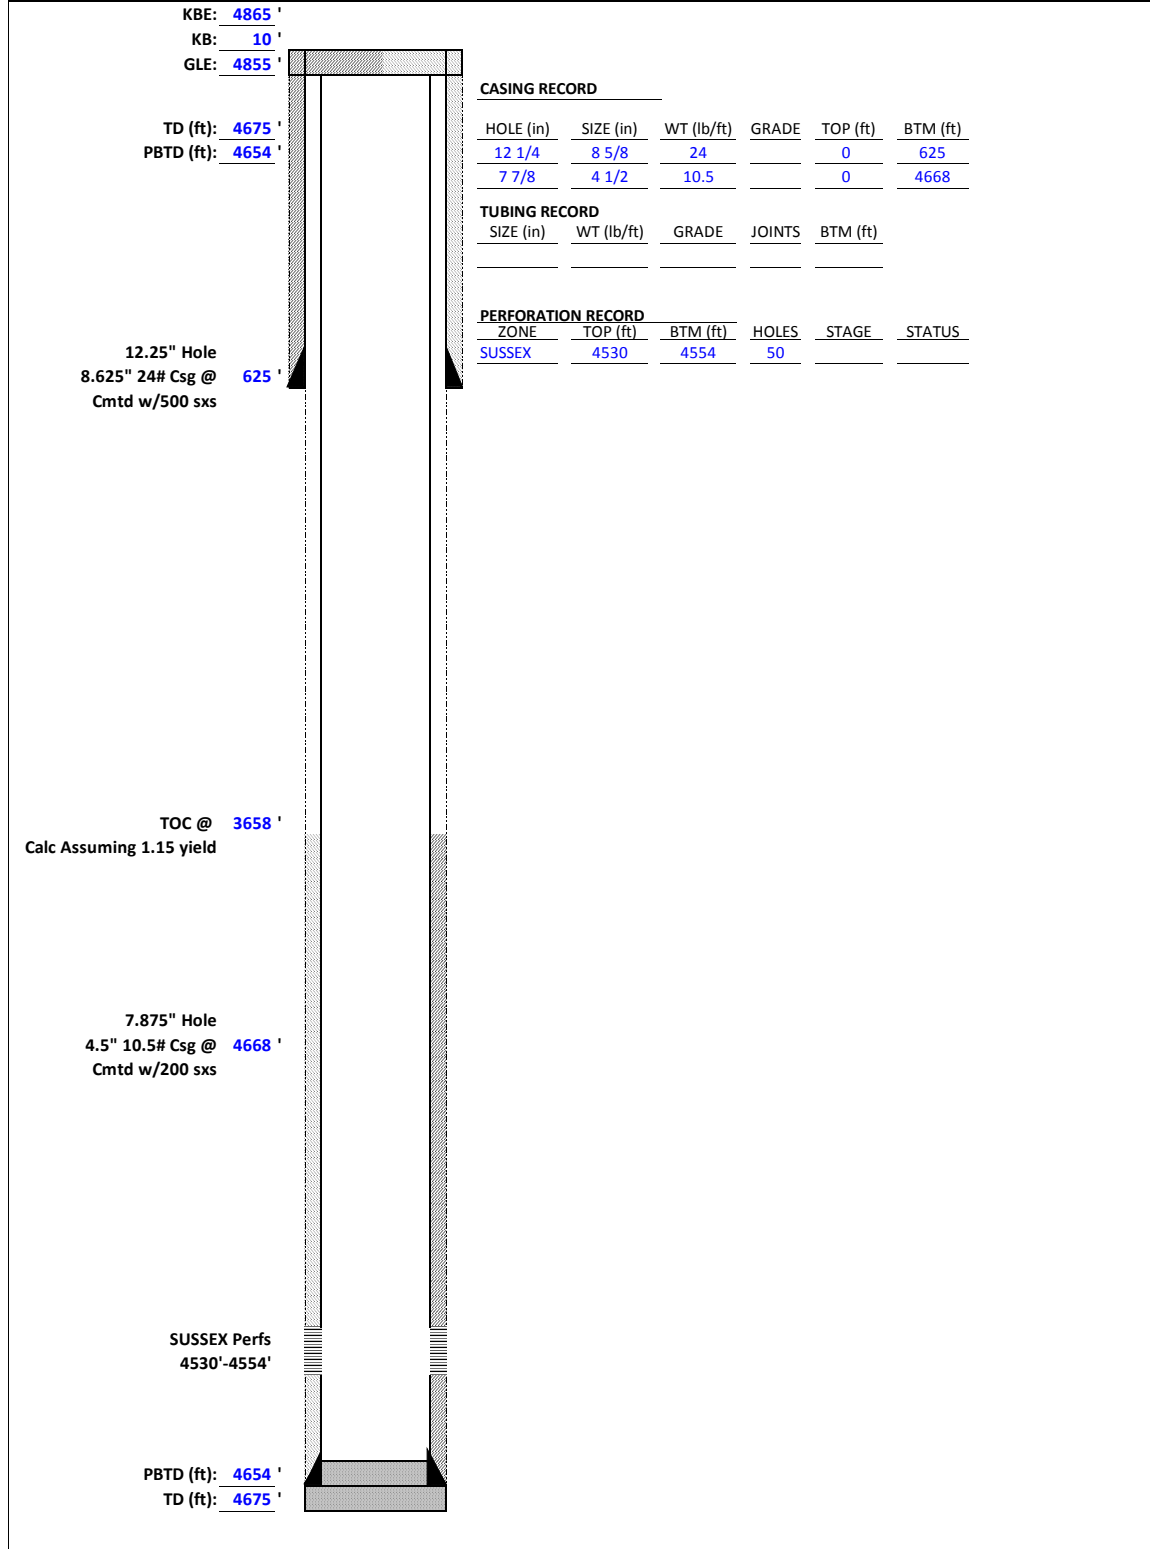 KBE: 4865 '
KB: 10 '
GLE: 4855 '
CASING RECORD
TD (ft): 4675 '
HOLE (in) SIZE (in) WT (lb/ft) GRADE TOP (ft) BTM (ft)
PBTD (ft): 4654 '
12 1/4 8 5/8 24 0 625
7 7/8 4 1/2 10.5 0 4668
TUBING RECORD
SIZE (in) WT (lb/ft) GRADE JOINTS BTM (ft)
PERFORATION RECORD
ZONE TOP (ft) BTM (ft) HOLES STAGE STATUS
SUSSEX 4530 4554 50
12.25" Hole
8.625" 24# Csg @ 625 '
Cmtd w/500 sxs
TOC @ 3658 '
Calc Assuming 1.15 yield
7.875" Hole
4.5" 10.5# Csg @ 4668 '
Cmtd w/200 sxs
SUSSEX Perfs
4530'-4554'
PBTD (ft): 4654 '
TD (ft): 4675 '